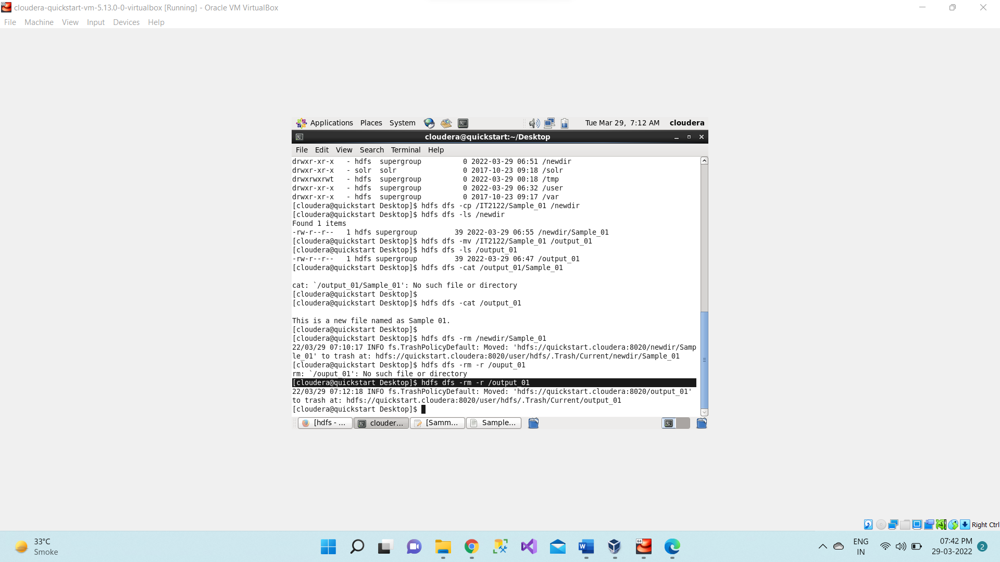 cloudera-quickstart-vm-5.13.0-0-virtualbox [Running] - Oracle VM VirtualBox
File Machine View Input Devices Help
Applications Places System Tue Mar 29, 7:12 AM cloudera
cloudera@quickstart:~/Desktop
File Edit View Search Terminal Help
drwxr-xr-x   - hdfs  supergroup          0 2022-03-29 06:51 /newdir
drwxr-xr-x   - solr  solr                0 2017-10-23 09:18 /solr
drwxrwxrwt   - hdfs  supergroup          0 2022-03-29 00:18 /tmp
drwxr-xr-x   - hdfs  supergroup          0 2022-03-29 06:32 /user
drwxr-xr-x   - hdfs  supergroup          0 2017-10-23 09:17 /var
[cloudera@quickstart Desktop]$ hdfs dfs -cp /IT2122/Sample_01 /newdir
[cloudera@quickstart Desktop]$ hdfs dfs -ls /newdir
Found 1 items
-rw-r--r--   1 hdfs supergroup         39 2022-03-29 06:55 /newdir/Sample_01
[cloudera@quickstart Desktop]$ hdfs dfs -mv /IT2122/Sample_01 /output_01
[cloudera@quickstart Desktop]$ hdfs dfs -ls /output_01
-rw-r--r--   1 hdfs supergroup         39 2022-03-29 06:47 /output_01
[cloudera@quickstart Desktop]$ hdfs dfs -cat /output_01/Sample_01
cat: `/output_01/Sample_01': No such file or directory
[cloudera@quickstart Desktop]$
[cloudera@quickstart Desktop]$ hdfs dfs -cat /output_01
This is a new file named as Sample 01.
[cloudera@quickstart Desktop]$
[cloudera@quickstart Desktop]$ hdfs dfs -rm /newdir/Sample_01
22/03/29 07:10:17 INFO fs.TrashPolicyDefault: Moved: 'hdfs://quickstart.cloudera:8020/newdir/Samp
le_01' to trash at: hdfs://quickstart.cloudera:8020/user/hdfs/.Trash/Current/newdir/Sample_01
[cloudera@quickstart Desktop]$ hdfs dfs -rm -r /ouput_01
rm: `/ouput_01': No such file or directory
[cloudera@quickstart Desktop]$ hdfs dfs -rm -r /output_01
22/03/29 07:12:18 INFO fs.TrashPolicyDefault: Moved: 'hdfs://quickstart.cloudera:8020/output_01'
to trash at: hdfs://quickstart.cloudera:8020/user/hdfs/.Trash/Current/output_01
[cloudera@quickstart Desktop]$
[hdfs - ... clouder... [Samm... Sample...
Right Ctrl
33°C
Smoke
ENG
IN
07:42 PM
29-03-2022
2